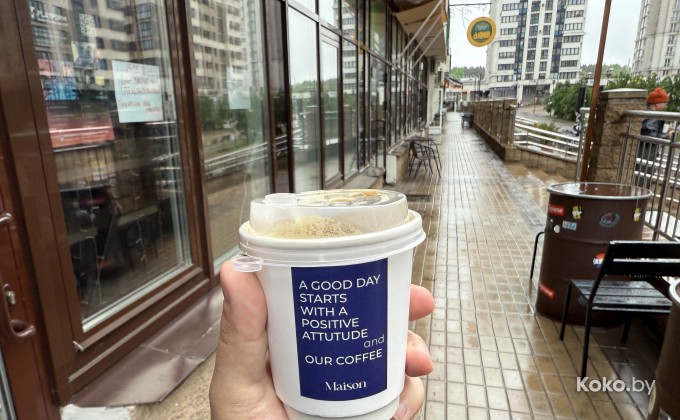 A GOOD DAY
STARTS
WITH A
POSITIVE
ATTUTUDE
and
OUR COFFEE
Maison
Koko.by